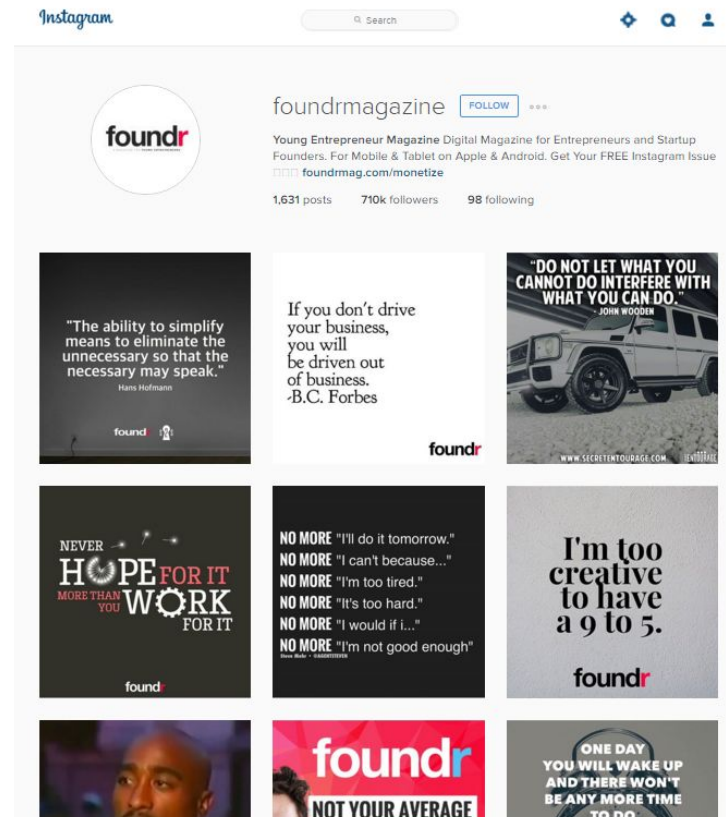 Instagram
Search
foundr
foundrmagazine FOLLOW
Young Entrepreneur Magazine Digital Magazine for Entrepreneurs and Startup
Founders. For Mobile & Tablet on Apple & Android. Get Your FREE Instagram Issue
foundrmag.com/monetize
1,631 posts 710k followers 98 following
"The ability to simplify
means to eliminate the
unnecessary so that the
necessary may speak."
Hans Hofmann
foundr
If you don't drive
your business,
you will
be driven out
of business.
-B.C. Forbes
foundr
"DO NOT LET WHAT YOU
CANNOT DO INTERFERE WITH
WHAT YOU CAN DO."
- JOHN WOODEN
WWW.SECRETENTOURAGE.COM
NEVER
HOPE FOR IT
MORE THAN
YOU WORK
FOR IT
foundr
NO MORE "I'll do it tomorrow."
NO MORE "I can't because..."
NO MORE "I'm too tired."
NO MORE "It's too hard."
NO MORE "I would if i..."
NO MORE "I'm not good enough"
I'm too
creative
to have
a 9 to 5.
foundr
foundr
NOT YOUR AVERAGE
ONE DAY
YOU WILL WAKE UP
AND THERE WON'T
BE ANY MORE TIME
TO DO